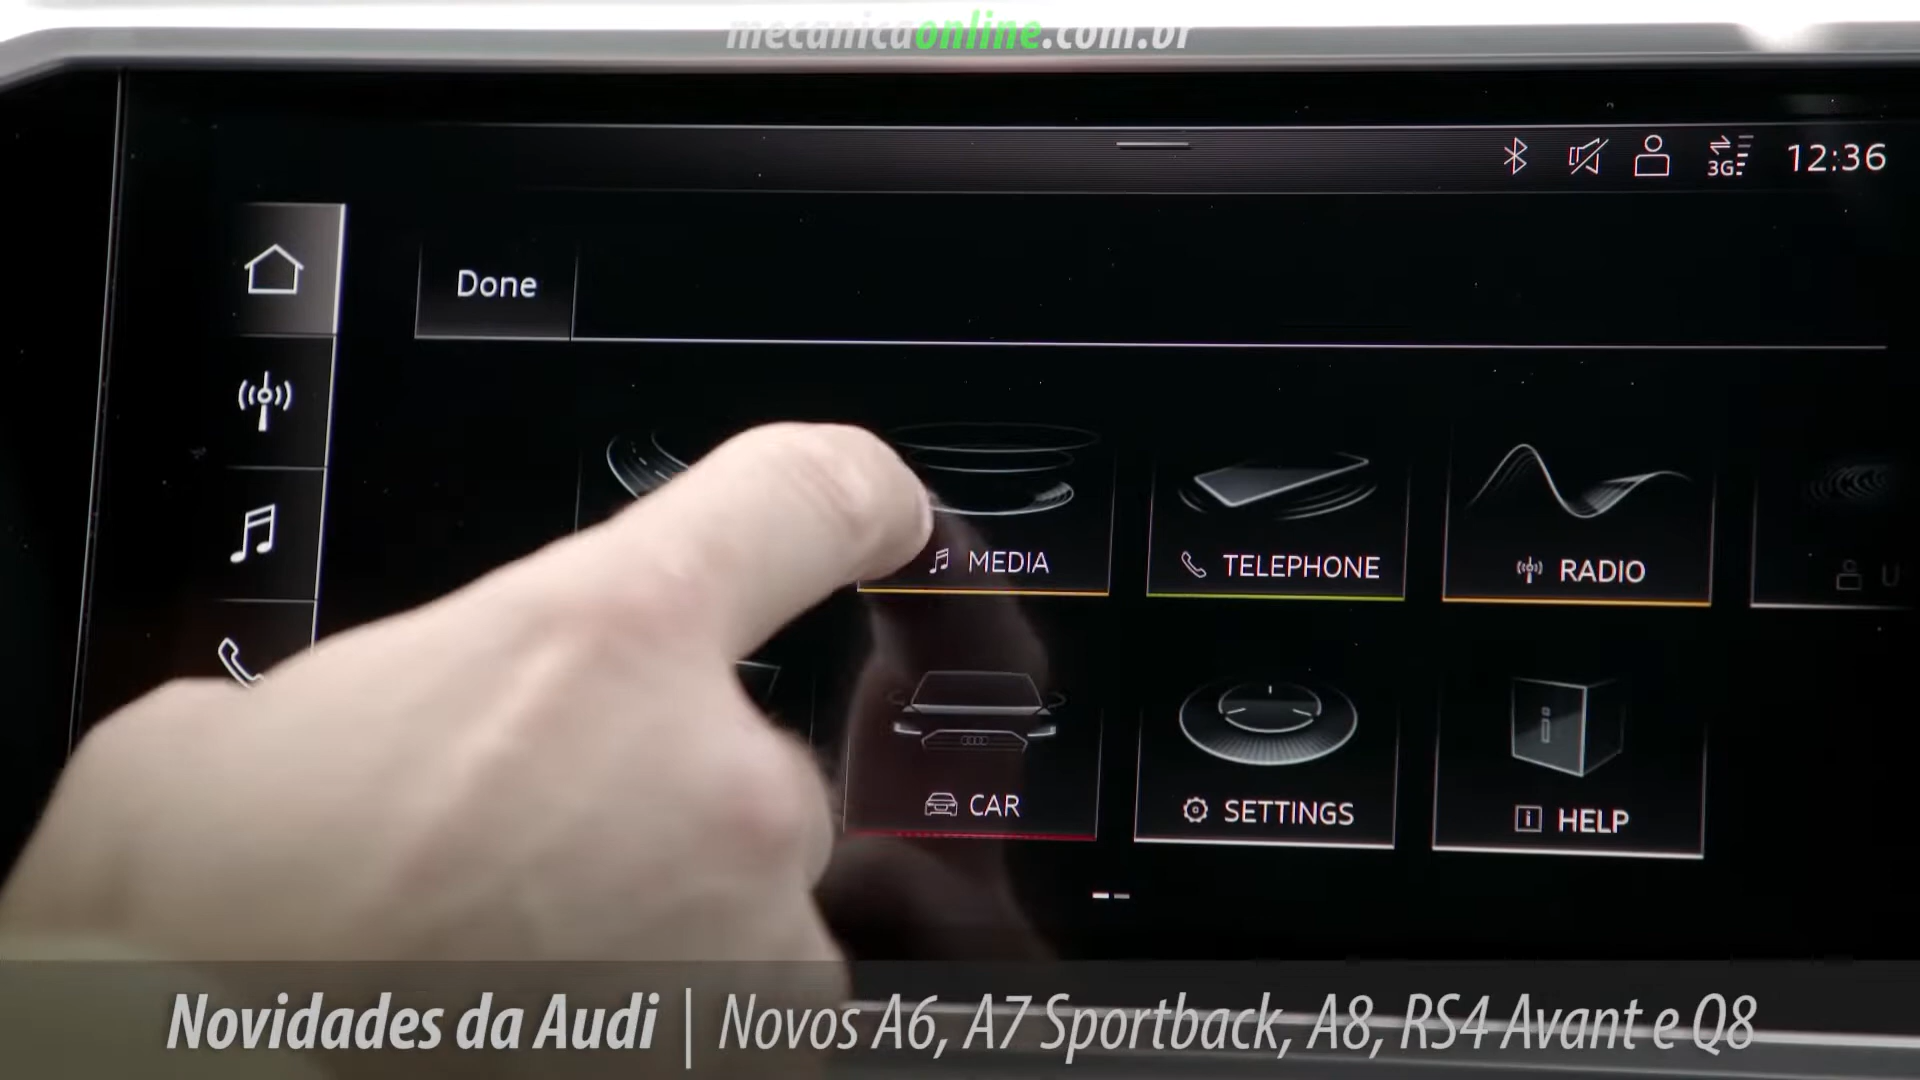 mecanicaonline.com.br
3G 12:36
Done
MEDIA TELEPHONE RADIO U
CAR SETTINGS HELP
Novidades da Audi | Novos A6, A7 Sportback, A8, RS4 Avant e Q8